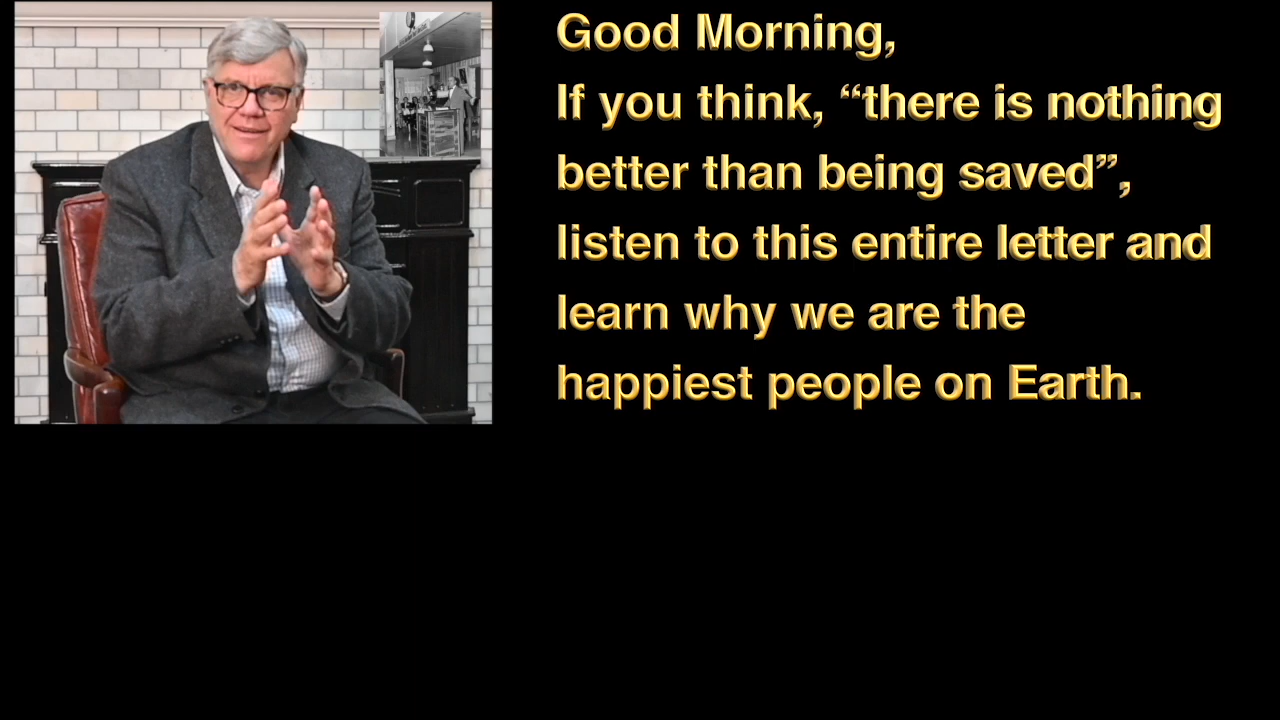 Good Morning,
If you think, “there is nothing
better than being saved”,
listen to this entire letter and
learn why we are the
happiest people on Earth.